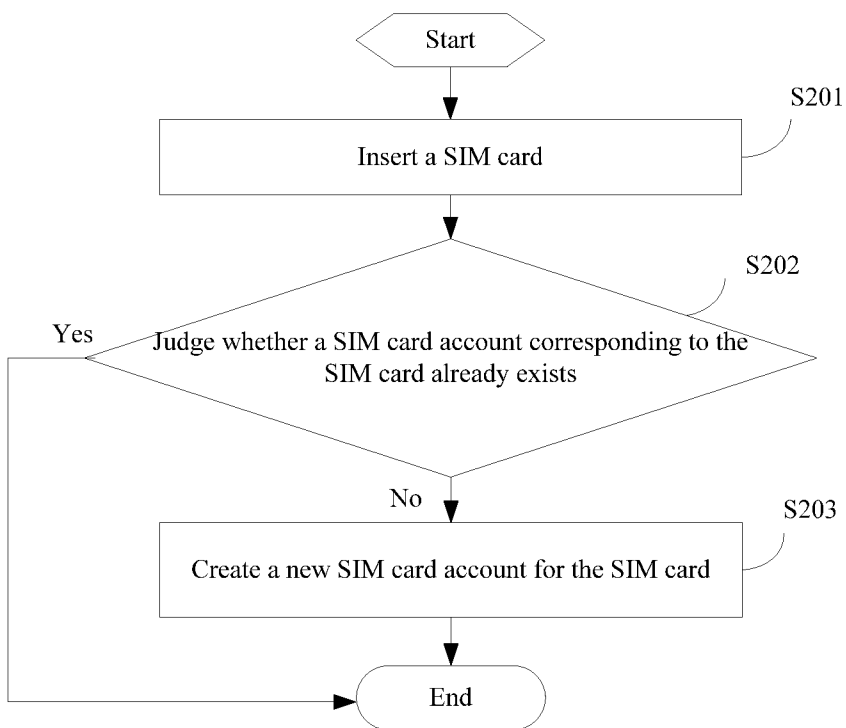 Start
S201
Insert a SIM card
S202
Yes
Judge whether a SIM card account corresponding to the
SIM card already exists
No
S203
Create a new SIM card account for the SIM card
End